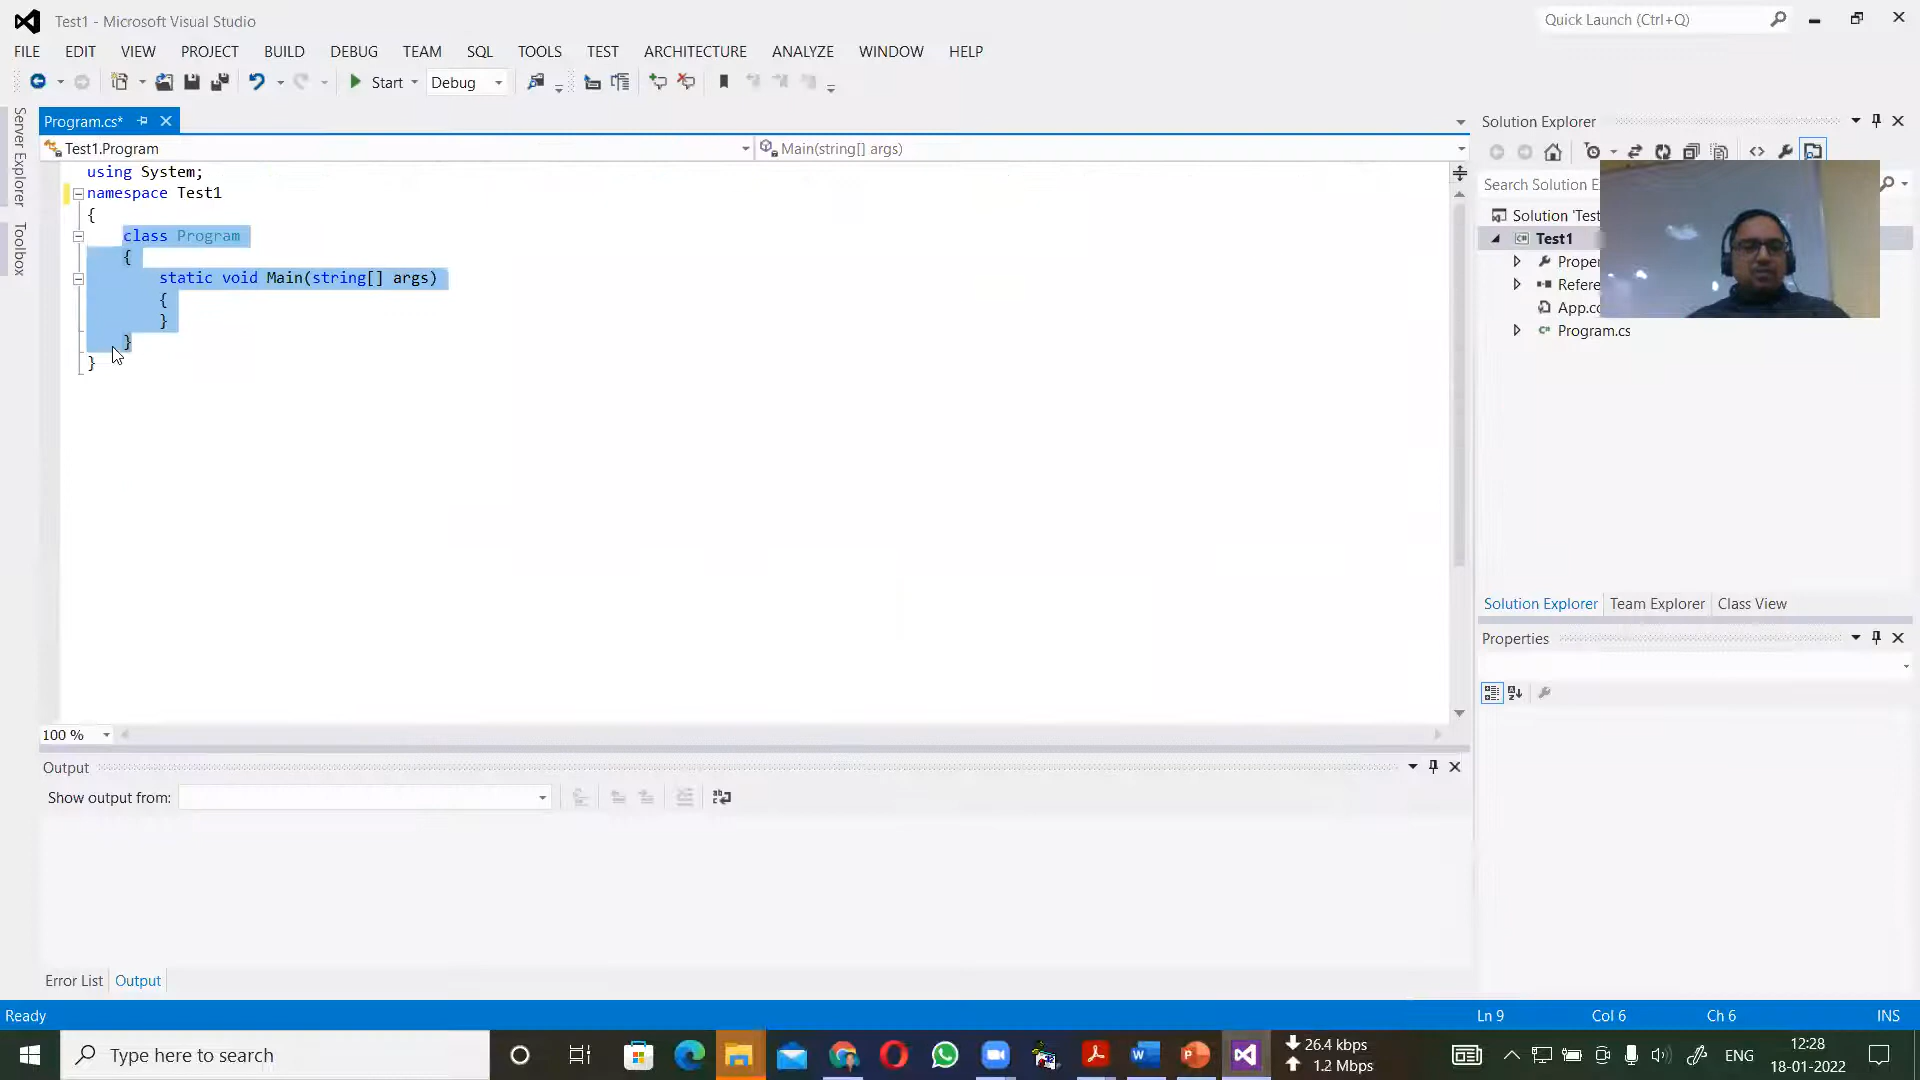 Test1 - Microsoft Visual Studio
Quick Launch (Ctrl+Q)
FILE EDIT VIEW PROJECT BUILD DEBUG TEAM SQL TOOLS TEST ARCHITECTURE ANALYZE WINDOW HELP
Start Debug
Server Explorer
Toolbox
Program.cs*
Test1.Program
Main(string[] args)
using System;
namespace Test1
{
class Program
{
static void Main(string[] args)
{
}
}
}
100 %
Output
Show output from:
Error List Output
Solution Explorer
Search Solution E
Solution 'Test
Test1
Proper
Refere
App.co
Program.cs
Solution Explorer Team Explorer Class View
Properties
Ready
Ln 9 Col 6 Ch 6 INS
Type here to search
26.4 kbps
1.2 Mbps
ENG
12:28
18-01-2022